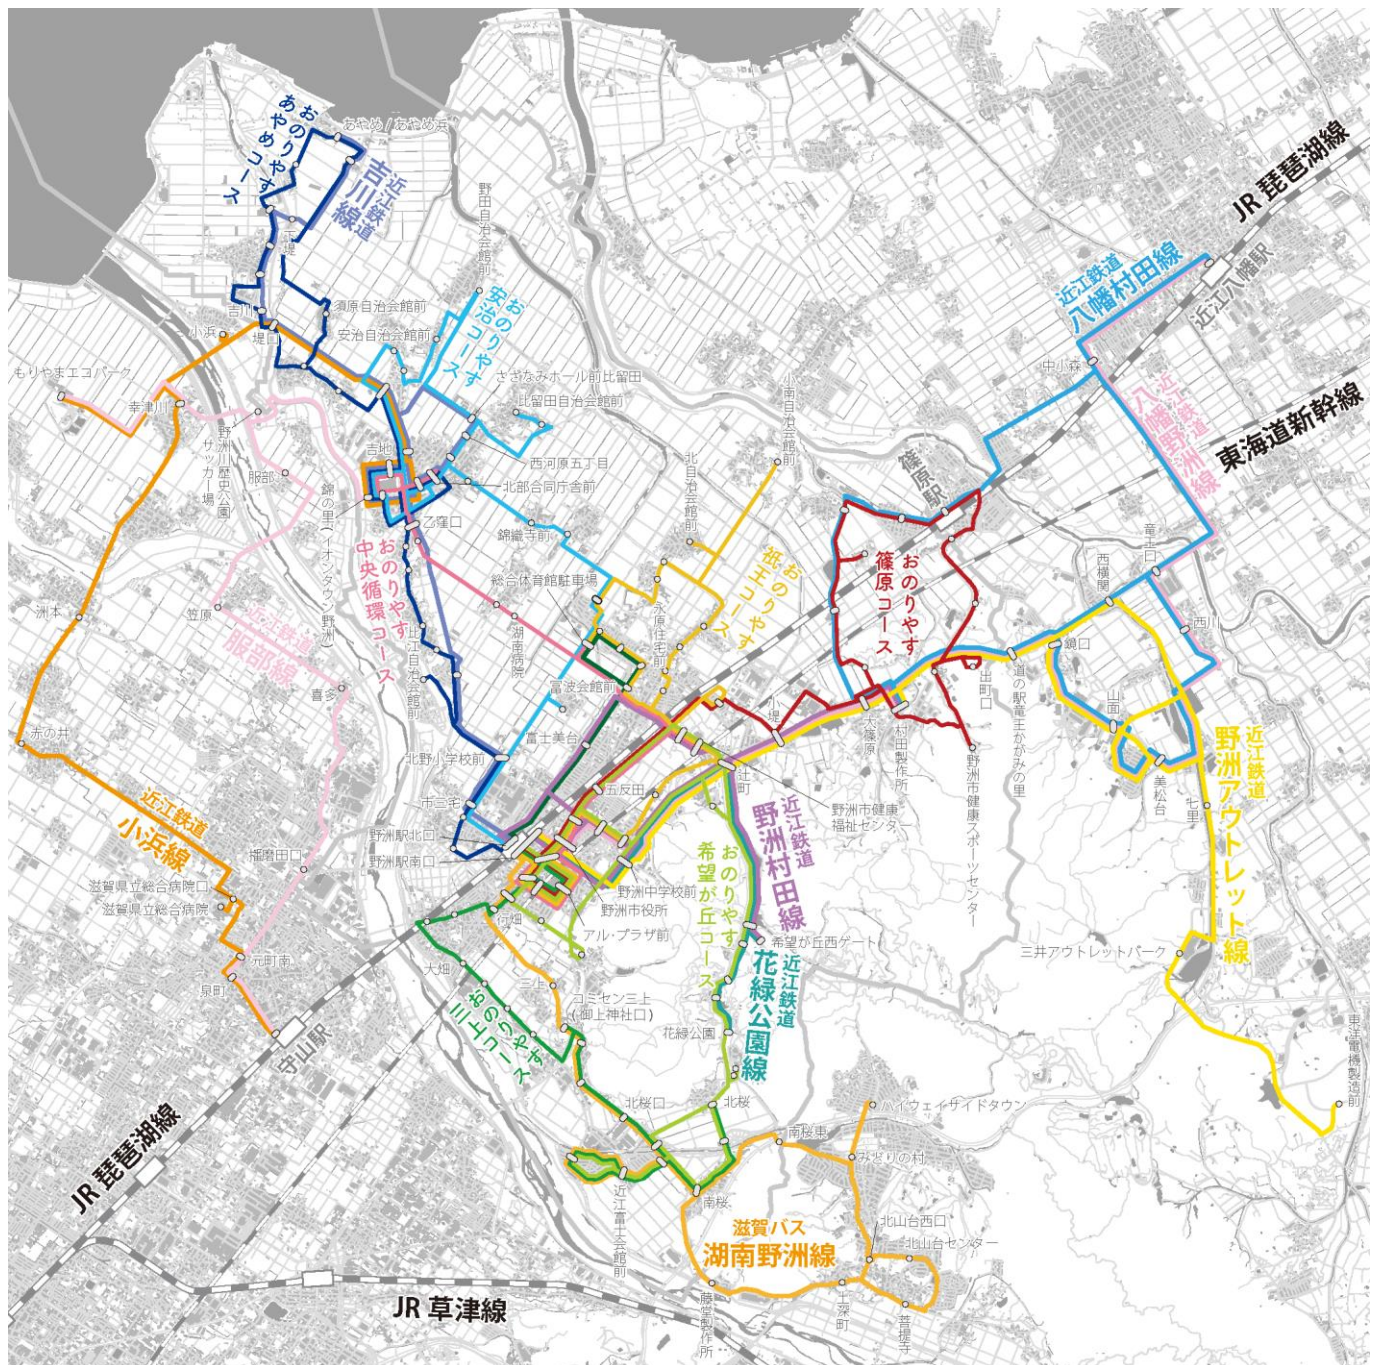 あやめ / あやめ浜
おのりやす
あやめコース
近江鉄道
吉川線
野田自治会館前
JR 琵琶湖線
近江八幡駅
近江鉄道
八幡村田線
下堤
吉川
須原自治会館前
安治自治会館前
おのりやす
安治コース
小浜
堤口
中小森
もりやまエコパーク
幸津川
ささなみホール前比留田
比留田自治会館前
小南自治会館前
近江鉄道
八幡野洲線
東海道新幹線
野洲川歴史公園
サッカー場
服部
吉地
西河原五丁目
北部合同庁舎前
北自治会館前
篠原駅
錦の里(イオンタウン野洲)
乙窪口
錦織寺前
竜王口
西横関
おのりやす
中央循環コース
総合体育館駐車場
おのりやす
祇王コース
おのりやす
篠原コース
洲本
笠原
近江鉄道
服部線
比江自治会館前
湖南病院
永原住宅前
西川
鏡口
喜多
富波会館前
出町口
道の駅竜王かがみの里
山面
赤の井
北野小学校前
富士美台
小堤
大篠原
村田製作所
野洲市健康スポーツセンター
美松台
近江鉄道
野洲アウトレット線
近江鉄道
小浜線
市三宅
五反田
辻町
七里
野洲駅北口
野洲駅南口
野洲市健康
福祉センター
近江鉄道
野洲村田線
播磨田口
滋賀県立総合病院口
滋賀県立総合病院
野洲中学校前
野洲市役所
アル・プラザ前
行畑
おのりやす
希望が丘コース
希望が丘西ゲート
三井アウトレットパーク
元町南
泉町
大畑
三上
コミセン三上
(御上神社口)
近江鉄道
花緑公園線
花緑公園
守山駅
おのりやす
三上コース
東洋電機製造前
JR 琵琶湖線
北桜口
北桜
ハイウェイサイドタウン
南桜東
みどりの村
近江富士会館前
南桜
滋賀バス
湖南野洲線
北山台西口
北山台センター
JR 草津線
藤堂製作所
土深町
菩提寺